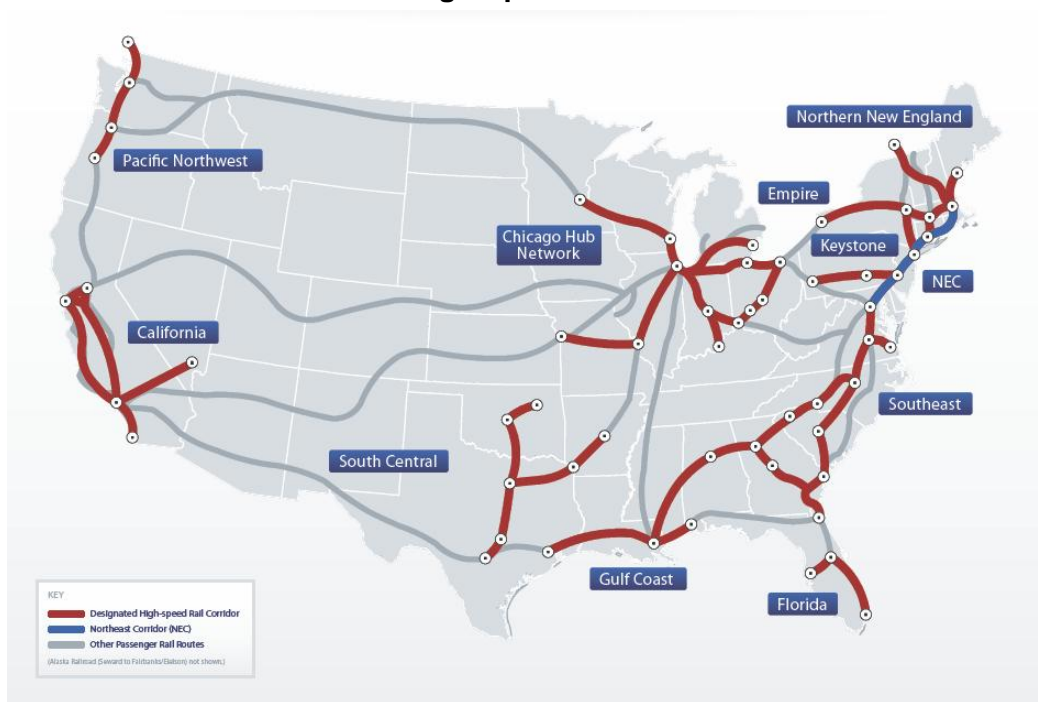 Northern New England
Pacific Northwest
Empire
Chicago Hub
Network
Keystone
NEC
California
Southeast
South Central
Gulf Coast
Florida
KEY
Designated High-speed Rail Corridor
Northeast Corridor (NEC)
Other Passenger Rail Routes
(Alaska Railroad (Seward to Fairbanks/Eielson) not shown.)